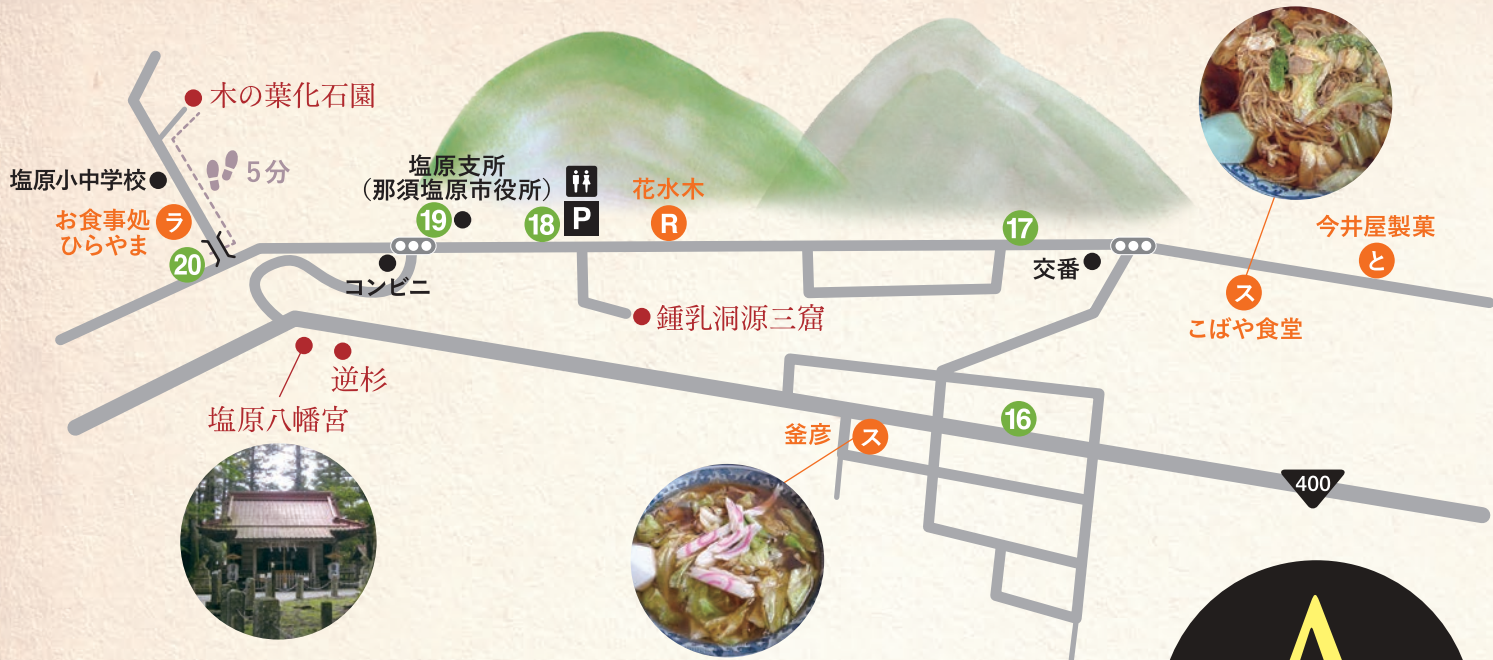 木の葉化石園
5分
塩原小中学校
お食事処
ひらやま
ラ
20
塩原支所
（那須塩原市役所）
19
18
P
花水木
R
17
交番
コンビニ
鍾乳洞源三窟
今井屋製菓
と
ス
こばや食堂
逆杉
塩原八幡宮
釜彦
ス
16
400